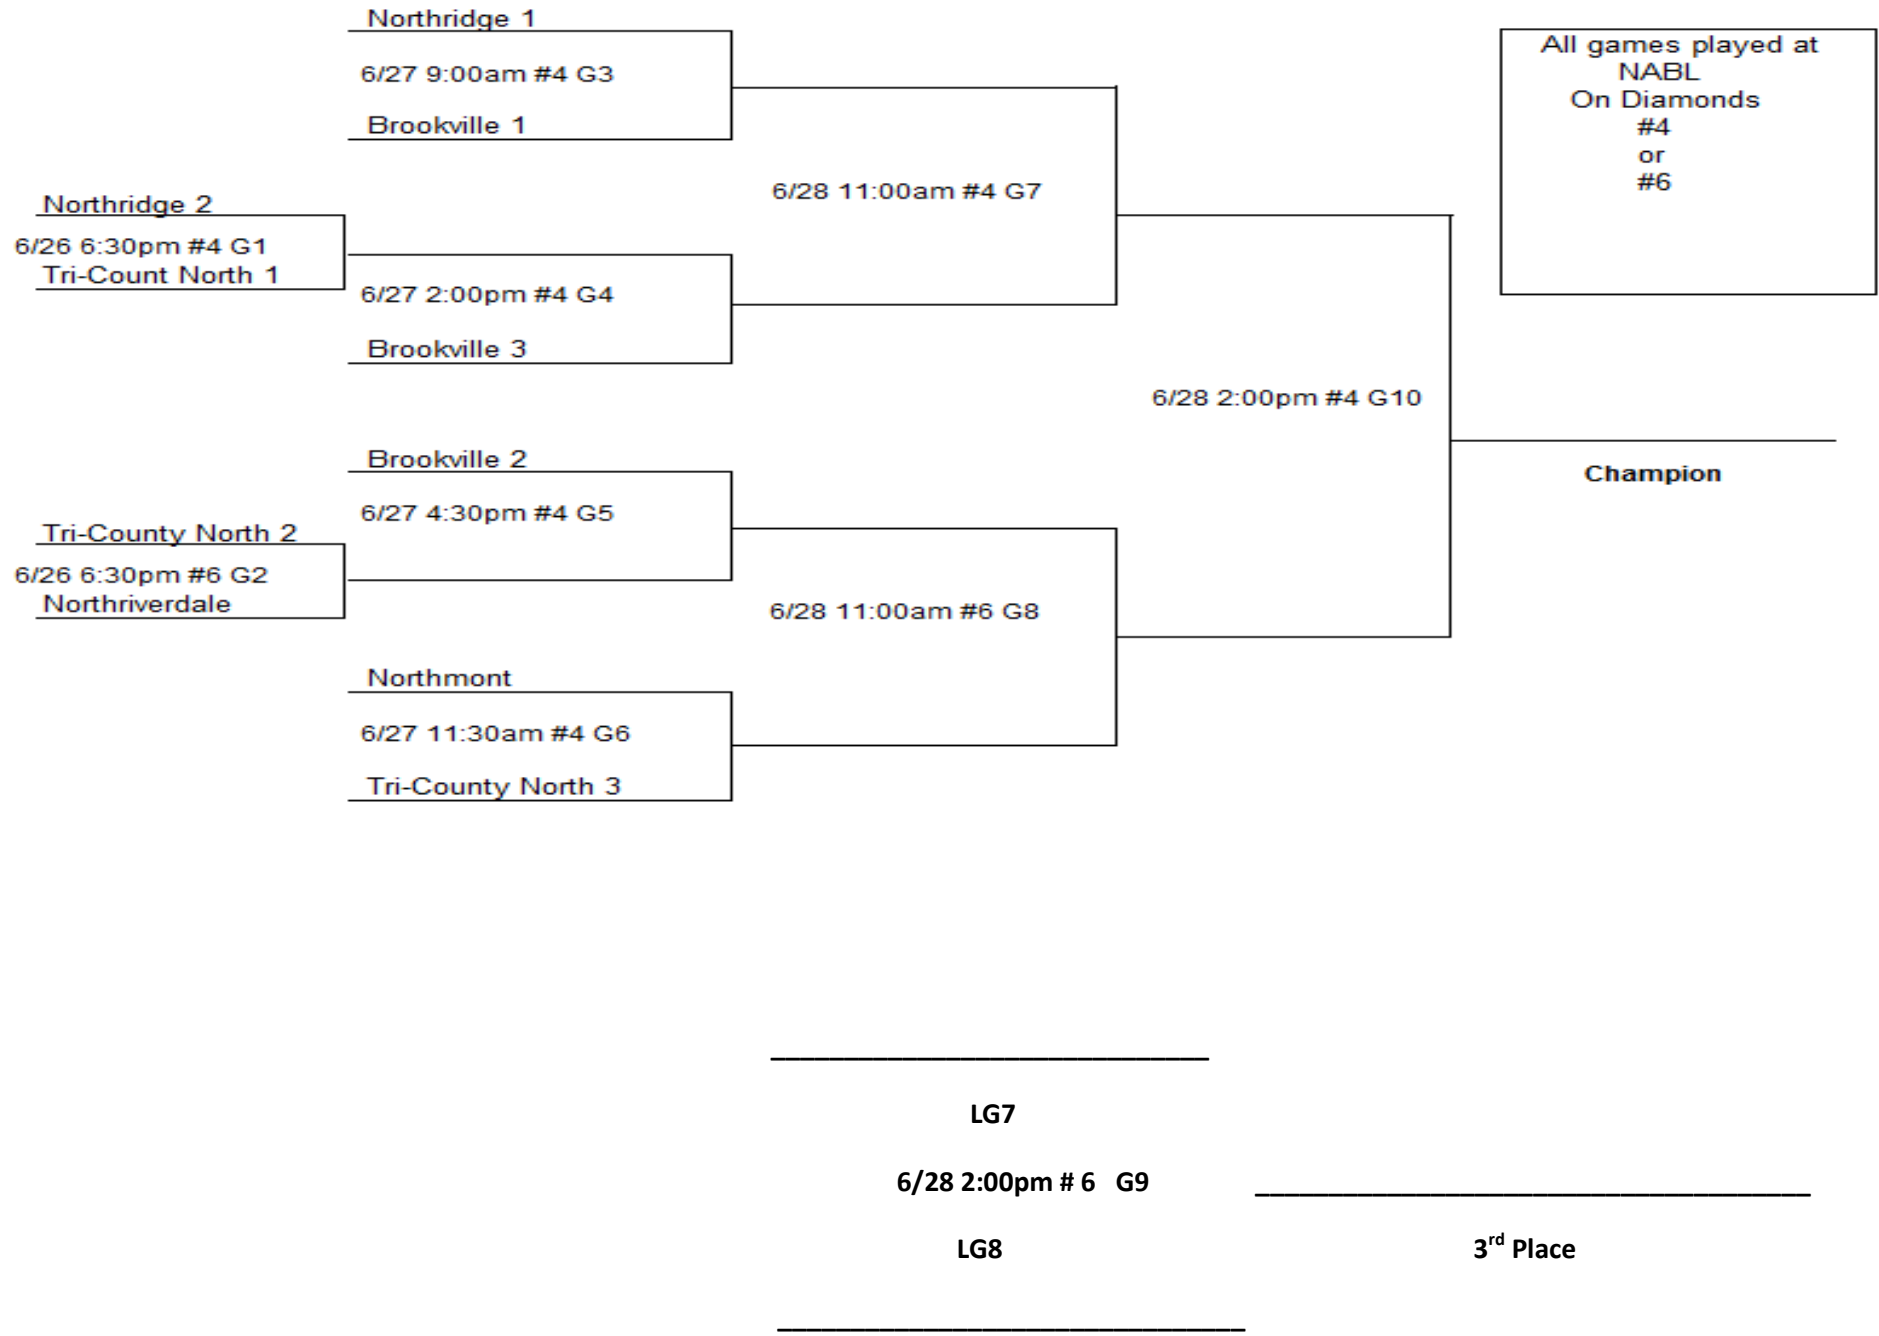 Northridge 1
6/27 9:00am #4 G3
Brookville 1
All games played at
NABL
On Diamonds
#4
or
#6
6/28 11:00am #4 G7
Northridge 2
6/26 6:30pm #4 G1
Tri-Count North 1
6/27 2:00pm #4 G4
Brookville 3
6/28 2:00pm #4 G10
Champion
Brookville 2
6/27 4:30pm #4 G5
Tri-County North 2
6/26 6:30pm #6 G2
Northriverdale
6/28 11:00am #6 G8
Northmont
6/27 11:30am #4 G6
Tri-County North 3
LG7
6/28 2:00pm # 6 G9
LG8
3rd Place